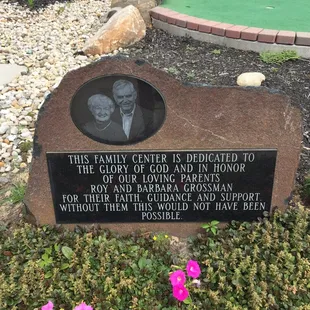 THIS FAMILY CENTER IS DEDICATED TO
THE GLORY OF GOD AND IN HONOR
OF OUR LOVING PARENTS
ROY AND BARBARA GROSSMAN
FOR THEIR FAITH, GUIDANCE AND SUPPORT.
WITHOUT THEM THIS WOULD NOT HAVE BEEN
POSSIBLE.